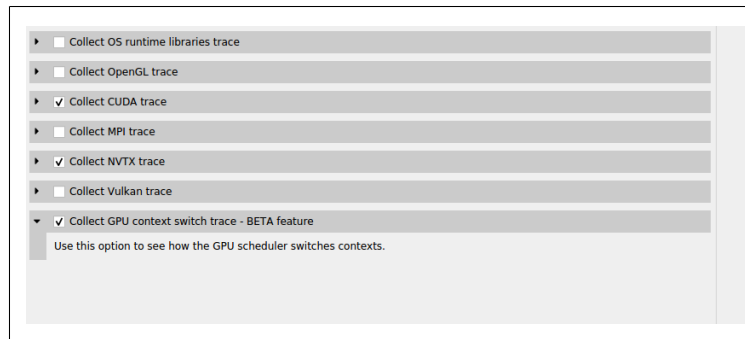 Collect OS runtime libraries trace
Collect OpenGL trace
Collect CUDA trace
Collect MPI trace
Collect NVTX trace
Collect Vulkan trace
Collect GPU context switch trace - BETA feature
Use this option to see how the GPU scheduler switches contexts.